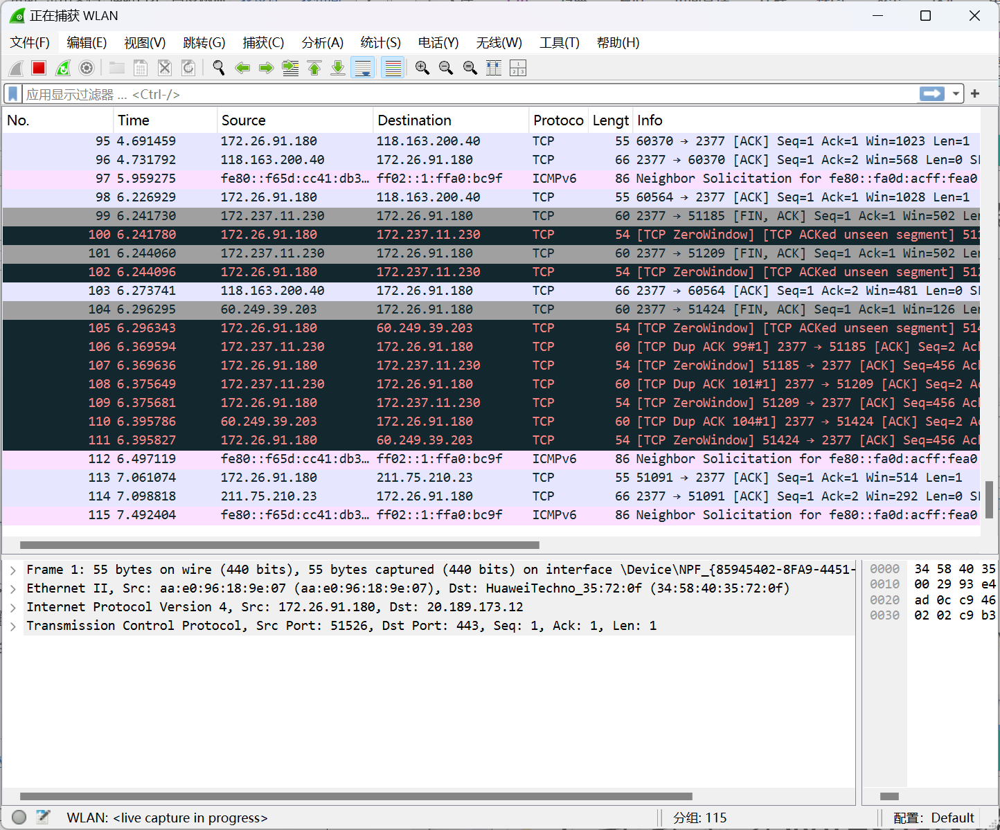 正在捕获 WLAN
文件(F) 编辑(E) 视图(V) 跳转(G) 捕获(C) 分析(A) 统计(S) 电话(Y) 无线(W) 工具(T) 帮助(H)
应用显示过滤器 … <Ctrl-/>
No. Time Source Destination Protoco Lengt Info
95 4.691459 172.26.91.180 118.163.200.40 TCP 55 60370 → 2377 [ACK] Seq=1 Ack=1 Win=1023 Len=1
96 4.731792 118.163.200.40 172.26.91.180 TCP 66 2377 → 60370 [ACK] Seq=1 Ack=2 Win=568 Len=0
97 5.959275 fe80::f65d:cc41:db3… ff02::1:ffa0:bc9f ICMPv6 86 Neighbor Solicitation for fe80::fa0d:acff:fea0
98 6.226929 172.26.91.180 118.163.200.40 TCP 55 60564 → 2377 [ACK] Seq=1 Ack=1 Win=1028 Len=1
99 6.241730 172.237.11.230 172.26.91.180 TCP 60 2377 → 51185 [FIN, ACK] Seq=1 Ack=1 Win=502 Le
100 6.241780 172.26.91.180 172.237.11.230 TCP 54 [TCP ZeroWindow] [TCP ACKed unseen segment] 511
101 6.244060 172.237.11.230 172.26.91.180 TCP 60 2377 → 51209 [FIN, ACK] Seq=1 Ack=1 Win=502 Le
102 6.244096 172.26.91.180 172.237.11.230 TCP 54 [TCP ZeroWindow] [TCP ACKed unseen segment] 512
103 6.273741 118.163.200.40 172.26.91.180 TCP 66 2377 → 60564 [ACK] Seq=1 Ack=2 Win=481 Len=0
104 6.296295 60.249.39.203 172.26.91.180 TCP 60 2377 → 51424 [FIN, ACK] Seq=1 Ack=1 Win=126 Le
105 6.296343 172.26.91.180 60.249.39.203 TCP 54 [TCP ZeroWindow] [TCP ACKed unseen segment] 514
106 6.369594 172.237.11.230 172.26.91.180 TCP 60 [TCP Dup ACK 99#1] 2377 → 51185 [ACK] Seq=2 Ac
107 6.369636 172.26.91.180 172.237.11.230 TCP 54 [TCP ZeroWindow] 51185 → 2377 [ACK] Seq=456 Ac
108 6.375649 172.237.11.230 172.26.91.180 TCP 60 [TCP Dup ACK 101#1] 2377 → 51209 [ACK] Seq=2 A
109 6.375681 172.26.91.180 172.237.11.230 TCP 54 [TCP ZeroWindow] 51209 → 2377 [ACK] Seq=456 Ac
110 6.395786 60.249.39.203 172.26.91.180 TCP 60 [TCP Dup ACK 104#1] 2377 → 51424 [ACK] Seq=2 A
111 6.395827 172.26.91.180 60.249.39.203 TCP 54 [TCP ZeroWindow] 51424 → 2377 [ACK] Seq=456 Ac
112 6.497119 fe80::f65d:cc41:db3… ff02::1:ffa0:bc9f ICMPv6 86 Neighbor Solicitation for fe80::fa0d:acff:fea0
113 7.061074 172.26.91.180 211.75.210.23 TCP 55 51091 → 2377 [ACK] Seq=1 Ack=1 Win=514 Len=1
114 7.098818 211.75.210.23 172.26.91.180 TCP 66 2377 → 51091 [ACK] Seq=1 Ack=2 Win=292 Len=0
115 7.492404 fe80::f65d:cc41:db3… ff02::1:ffa0:bc9f ICMPv6 86 Neighbor Solicitation for fe80::fa0d:acff:fea0
Frame 1: 55 bytes on wire (440 bits), 55 bytes captured (440 bits) on interface \Device\NPF_{85945402-8FA9-4451-
Ethernet II, Src: aa:e0:96:18:9e:07 (aa:e0:96:18:9e:07), Dst: HuaweiTechno_35:72:0f (34:58:40:35:72:0f)
Internet Protocol Version 4, Src: 172.26.91.180, Dst: 20.189.173.12
Transmission Control Protocol, Src Port: 51526, Dst Port: 443, Seq: 1, Ack: 1, Len: 1
0000 34 58 40 35
0010 00 29 93 e4
0020 ad 0c c9 46
0030 02 02 c9 b3
WLAN: <live capture in progress> 分组: 115 配置: Default